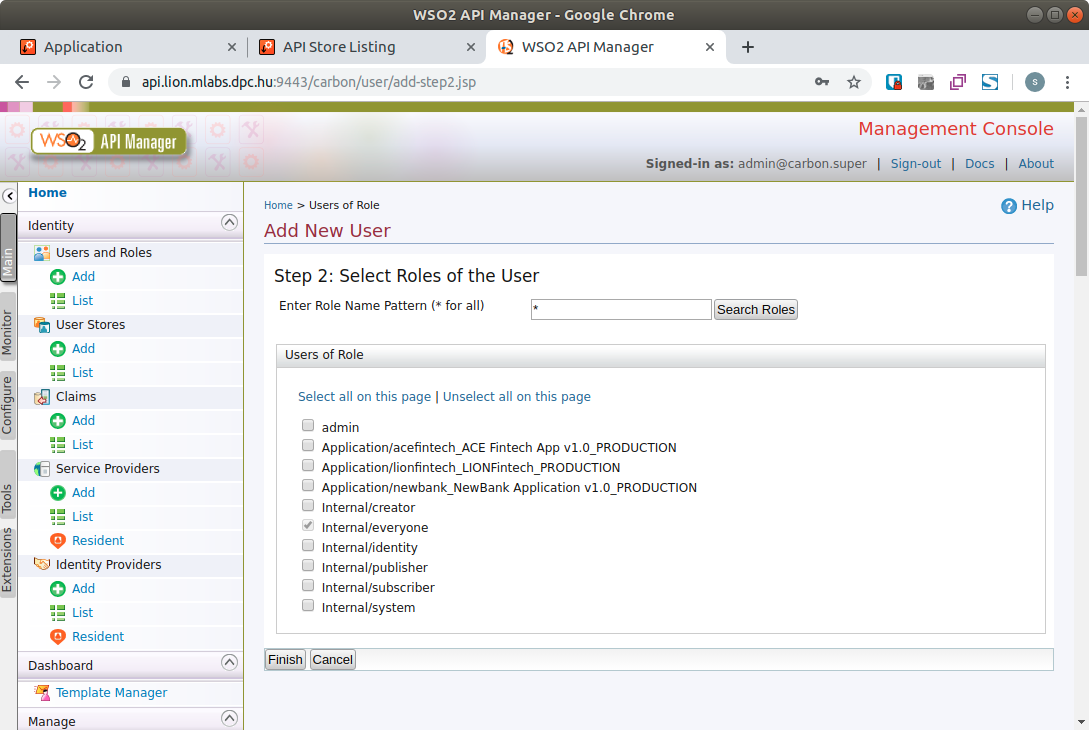 WSO2 API Manager - Google Chrome
Application
API Store Listing
WSO2 API Manager
api.lion.mlabs.dpc.hu:9443/carbon/user/add-step2.jsp
S
WSO2 API Manager
Management Console
Signed-in as: admin@carbon.super | Sign-out | Docs | About
Main
Monitor
Configure
Tools
Extensions
Home
Identity
Users and Roles
Add
List
User Stores
Add
List
Claims
Add
List
Service Providers
Add
List
Resident
Identity Providers
Add
List
Resident
Dashboard
Template Manager
Manage
Home > Users of Role
Help
Add New User
Step 2: Select Roles of the User
Enter Role Name Pattern (* for all)
*
Search Roles
Users of Role
Select all on this page | Unselect all on this page
admin
Application/acefintech_ACE Fintech App v1.0_PRODUCTION
Application/lionfintech_LIONFintech_PRODUCTION
Application/newbank_NewBank Application v1.0_PRODUCTION
Internal/creator
Internal/everyone
Internal/identity
Internal/publisher
Internal/subscriber
Internal/system
Finish
Cancel